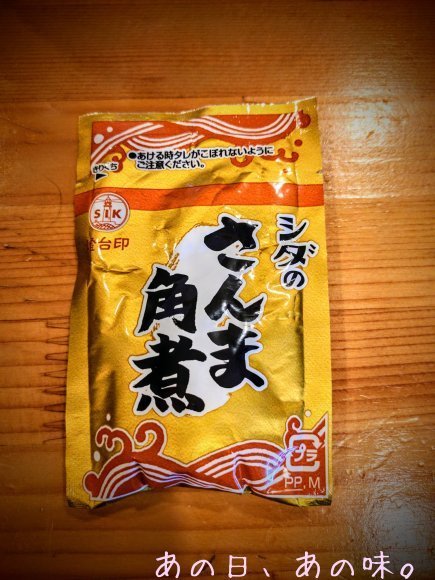 ●あける時タレがこぼれないように
ご注意ください。
きりくち
SIK
台印
シダの
さんま
角煮
プラ
PP.M
あの日、あの味。